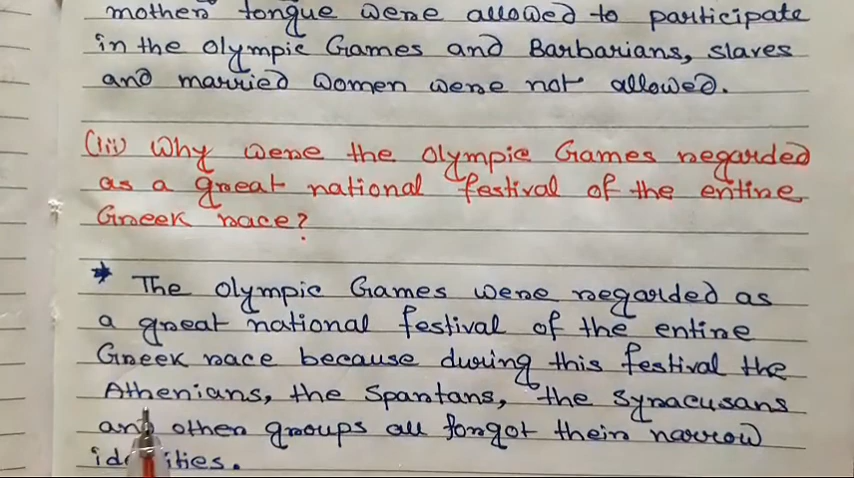 mother tongue were allowed to participate
in the Olympic Games and Barbarians, slaves
and married women were not allowed.
(iii) Why were the Olympic Games regarded
as a great national festival of the entire
Greek race?
* The Olympic Games were regarded as
a great national festival of the entire
Greek race because during this festival the
Athenians, the Spartans, the Syracusans
and other groups all forgot their narrow
identities.